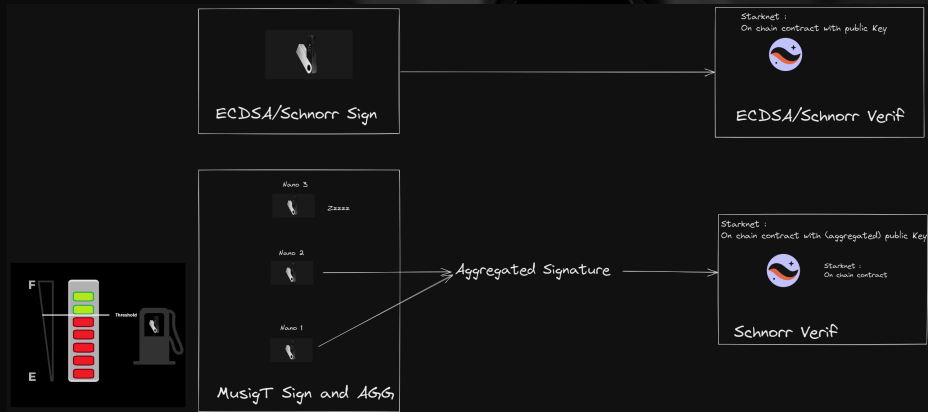 Starknet :
On chain contract with public Key
ECDSA/Schnorr Sign
ECDSA/Schnorr Verif
Nano 3
Zzzzz
Nano 2
Nano 1
MusigT Sign and AGG
Aggregated Signature
Starknet :
On chain contract with (aggregated) public Key
Starknet :
On chain contract
Schnorr Verif
F
Threshold
E